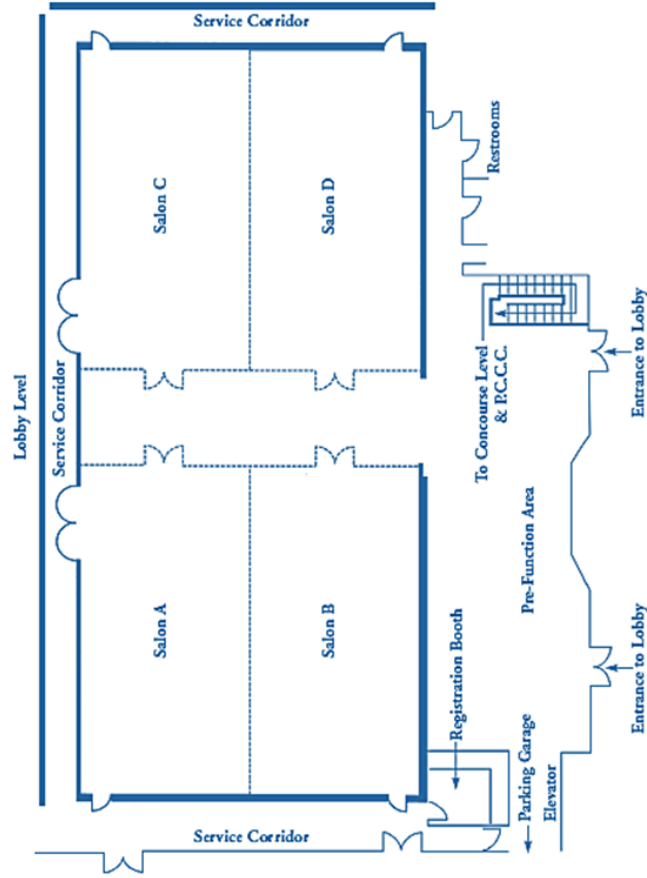 Service Corridor
Lobby Level
Service Corridor
Salon C
Salon D
Restrooms
To Concourse Level
& P.C.C.C.
Entrance to Lobby
Pre-Function Area
Salon A
Salon B
Registration Booth
Entrance to Lobby
Parking Garage
Elevator
Service Corridor